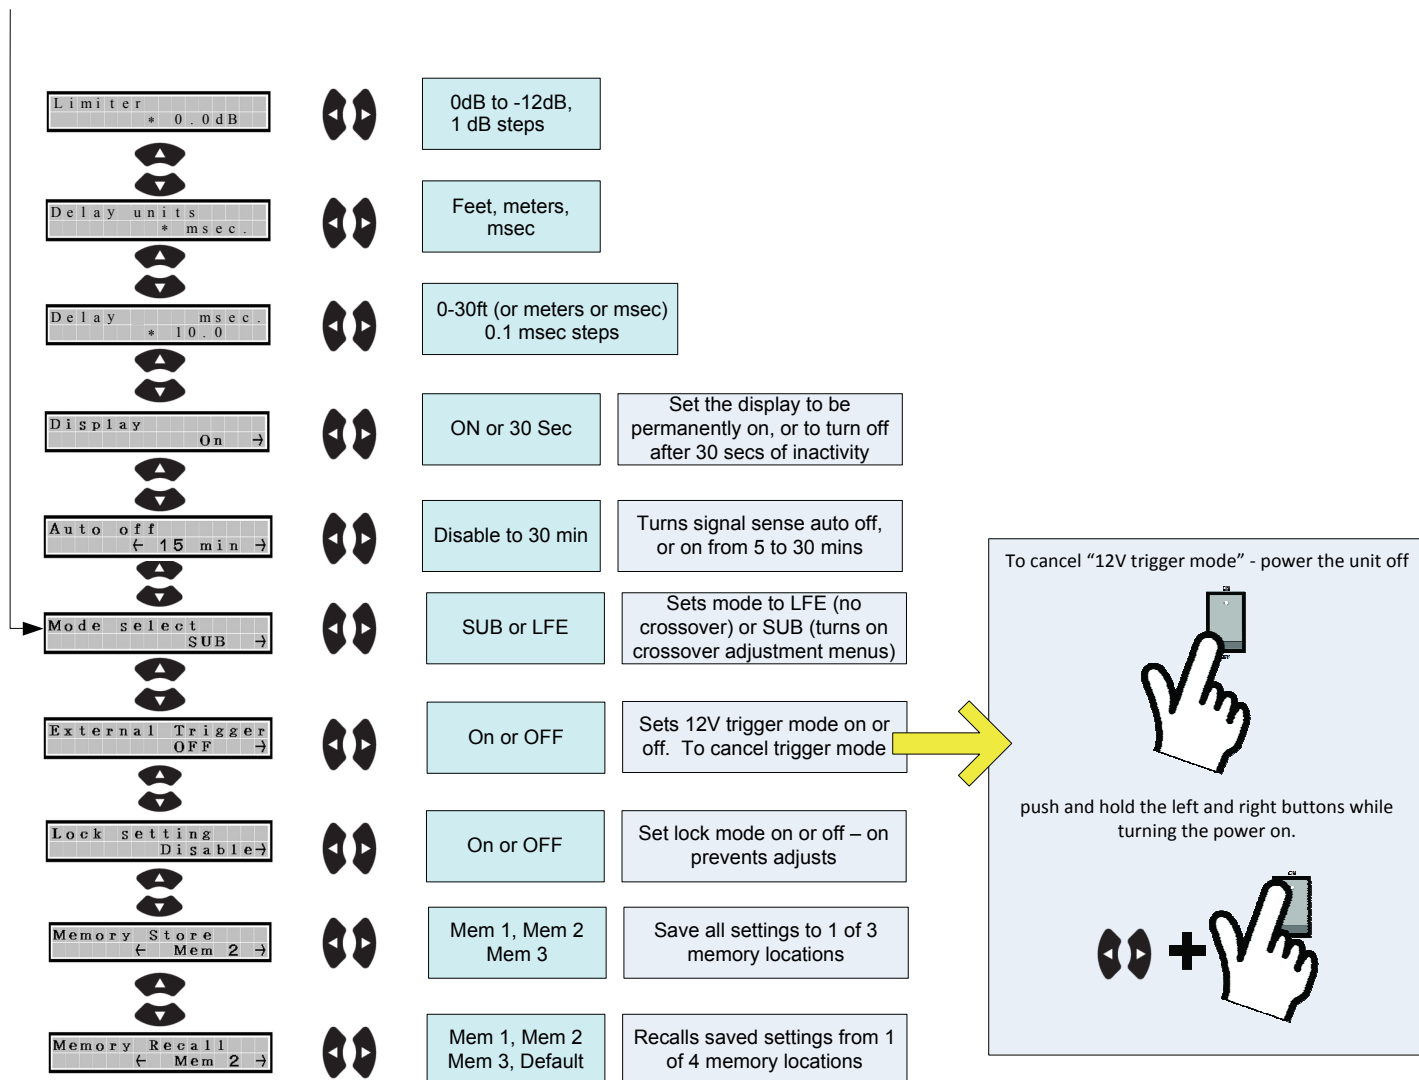 Limiter
* 0.0dB
0dB to -12dB,
1 dB steps
Delay units
* msec.
Feet, meters,
msec
Delay msec.
* 10.0
0-30ft (or meters or msec)
0.1 msec steps
Display
On →
ON or 30 Sec
Set the display to be
permanently on, or to turn off
after 30 secs of inactivity
Auto off
← 15 min →
Disable to 30 min
Turns signal sense auto off,
or on from 5 to 30 mins
Mode select
SUB →
SUB or LFE
Sets mode to LFE (no
crossover) or SUB (turns on
crossover adjustment menus)
External Trigger
OFF →
On or OFF
Sets 12V trigger mode on or
off. To cancel trigger mode
Lock setting
Disable→
On or OFF
Set lock mode on or off – on
prevents adjusts
Memory Store
← Mem 2 →
Mem 1, Mem 2
Mem 3
Save all settings to 1 of 3
memory locations
Memory Recall
← Mem 2 →
Mem 1, Mem 2
Mem 3, Default
Recalls saved settings from 1
of 4 memory locations
To cancel “12V trigger mode” - power the unit off
ON
push and hold the left and right buttons while
turning the power on.
ON